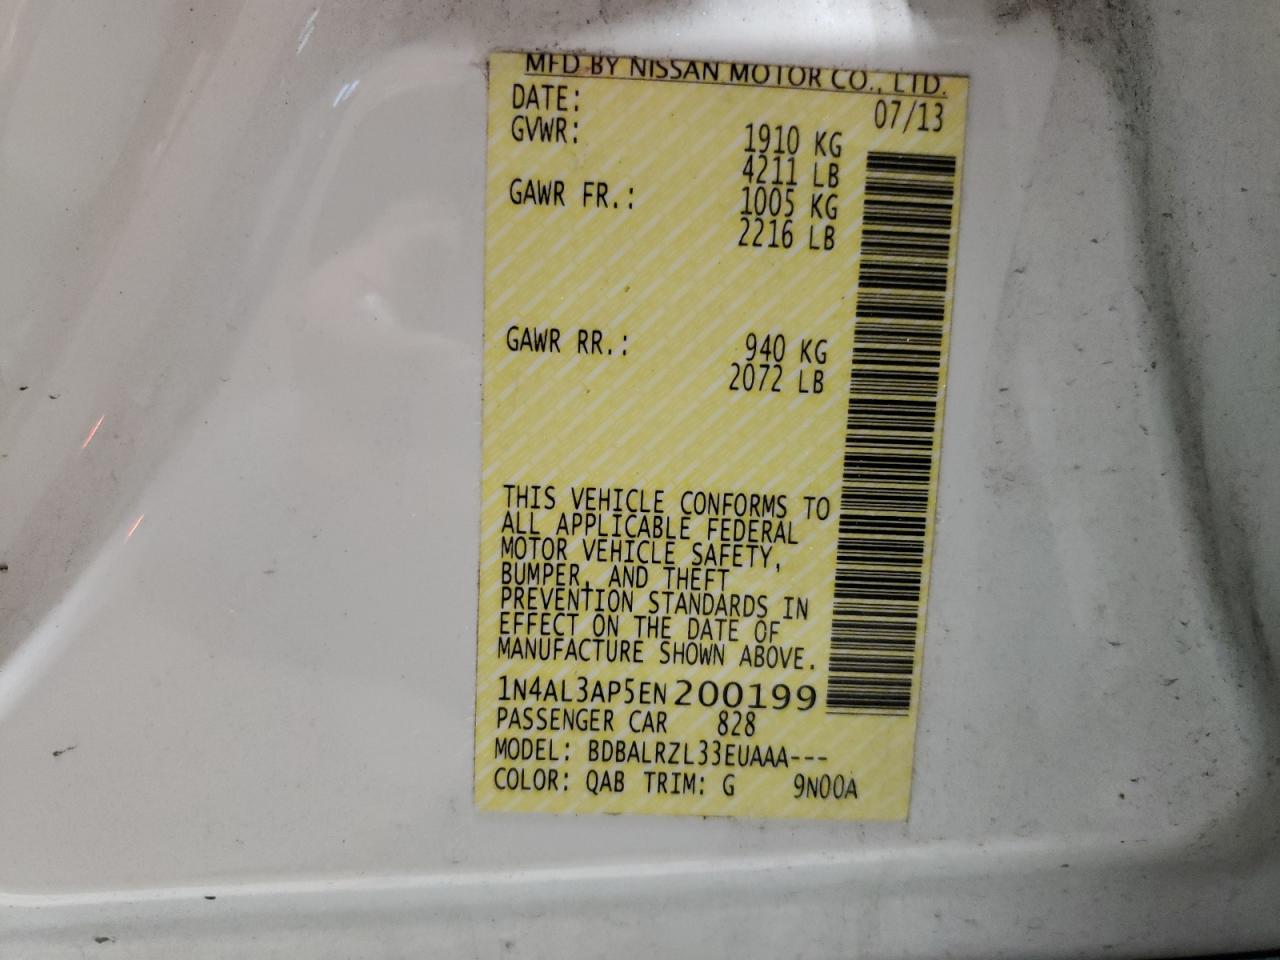 MFD BY NISSAN MOTOR CO., LTD.
DATE: 07/13
GVWR: 1910 KG
4211 LB
GAWR FR.: 1005 KG
2216 LB
GAWR RR.: 940 KG
2072 LB
THIS VEHICLE CONFORMS TO
ALL APPLICABLE FEDERAL
MOTOR VEHICLE SAFETY,
BUMPER, AND THEFT
PREVENTION STANDARDS IN
EFFECT ON THE DATE OF
MANUFACTURE SHOWN ABOVE.
1N4AL3AP5EN200199
PASSENGER CAR 828
MODEL: BDBALRZL33EUAAA---
COLOR: QAB TRIM: G 9N00A